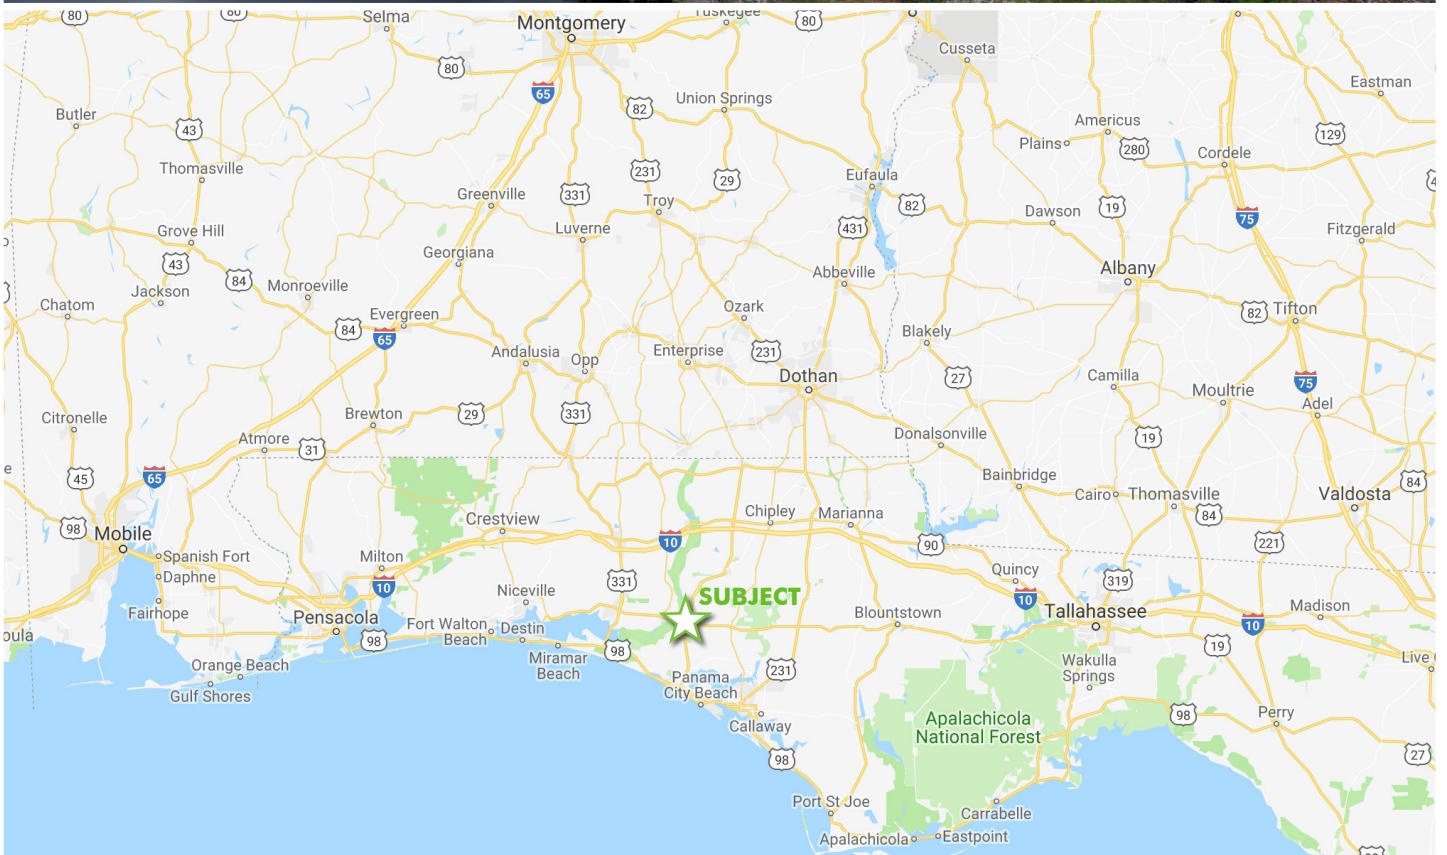 80
80
Selma
Montgomery
Tuskegee
80
Cusseta
80
65
82
Union Springs
Eastman
Butler
43
Americus
129
Plains
280
Cordele
Thomasville
231
29
Eufaula
Greenville
331
Troy
82
Dawson
19
75
Grove Hill
Luverne
431
Fitzgerald
43
Georgiana
84
Monroeville
Abbeville
Albany
Jackson
Chatom
Evergreen
Ozark
82
Tifton
84
65
Blakely
Andalusia
Opp
Enterprise
231
Dothan
27
Camilla
Moultrie
75
Adel
Citronelle
Brewton
29
331
Atmore
31
Donalsonville
19
45
65
Bainbridge
Cairo
Thomasville
84
Valdosta
84
98
Mobile
Crestview
Chipley
Marianna
10
90
221
Spanish Fort
Daphne
Milton
10
Niceville
331
SUBJECT
Quincy
319
10
Tallahassee
Madison
10
Fairhope
Pensacola
98
Fort Walton
Beach
Destin
Blountstown
98
19
Miramar
Beach
Orange Beach
Gulf Shores
Panama
City Beach
231
Wakulla
Springs
Live
Callaway
Apalachicola
National Forest
98
Perry
98
27
Port St Joe
Carrabelle
Apalachicola
Eastpoint